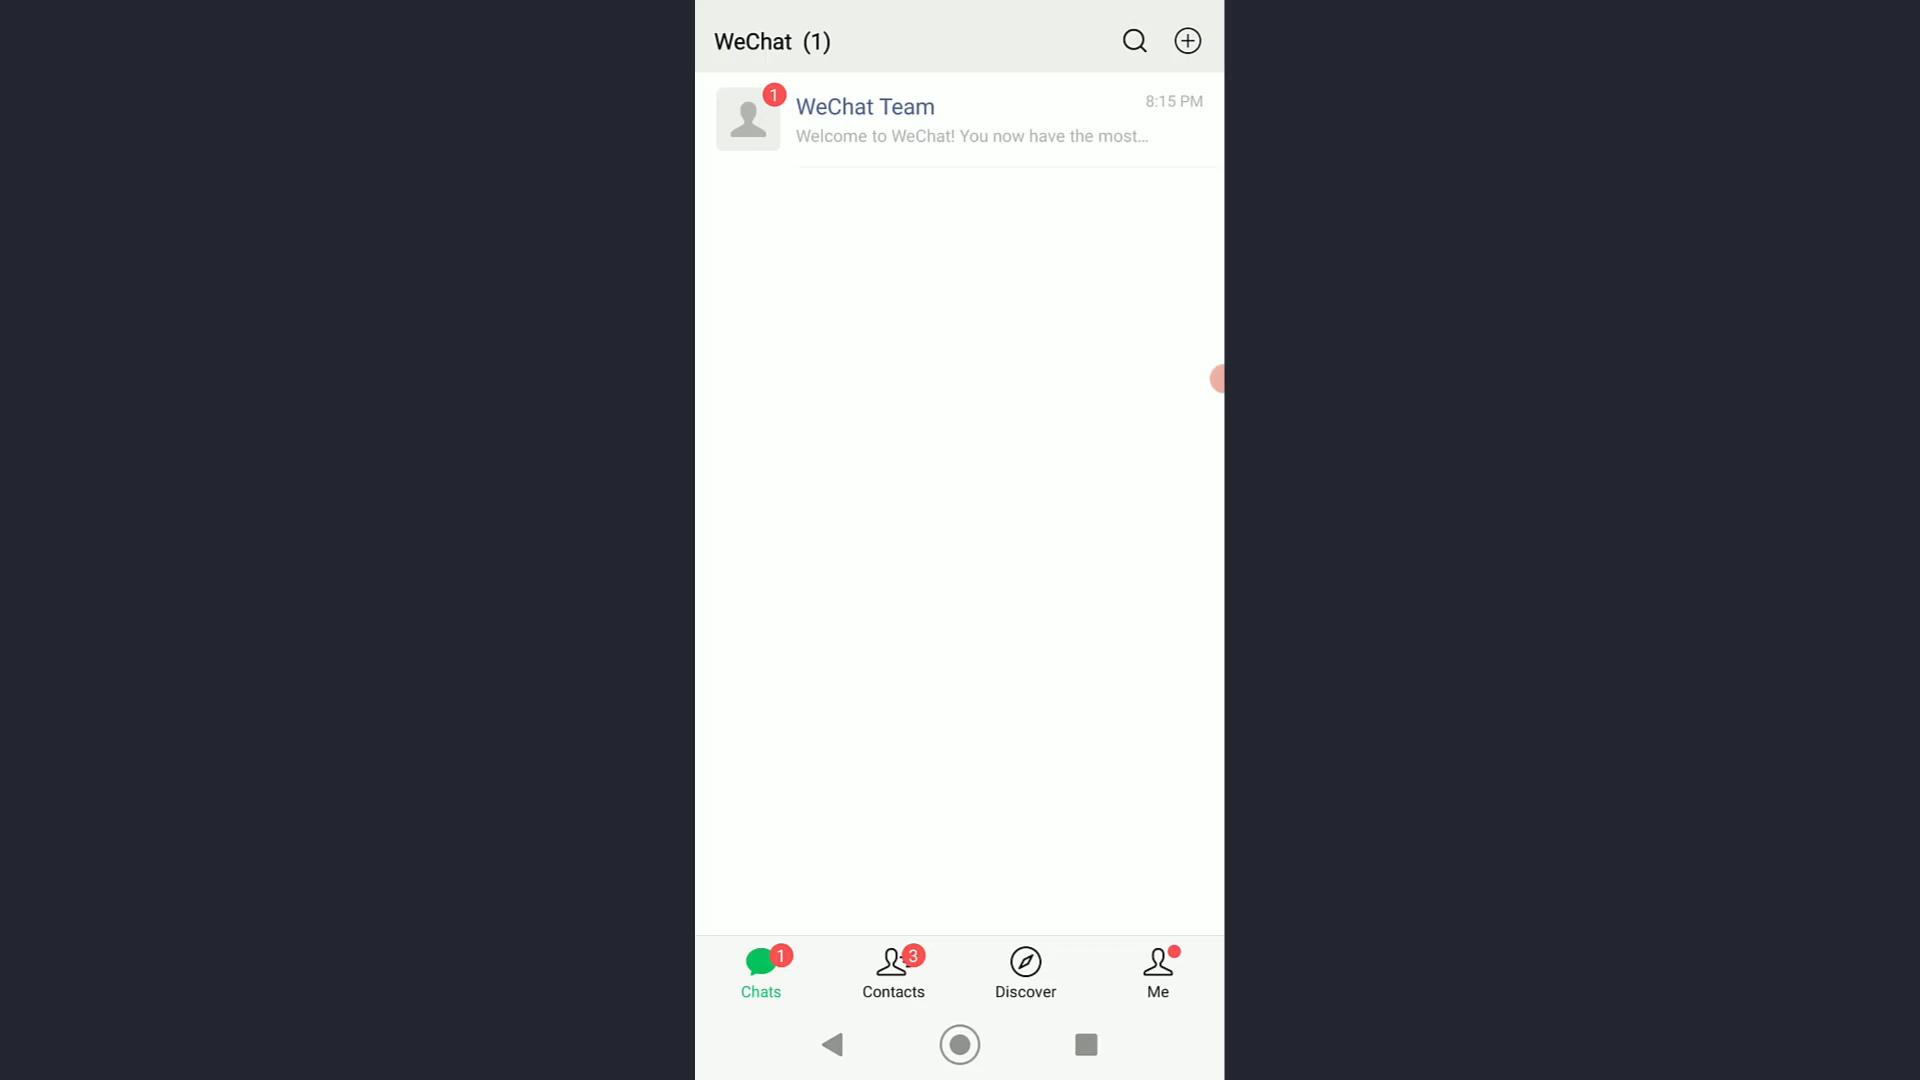 WeChat (1)
1
WeChat Team
8:15 PM
Welcome to WeChat! You now have the most...
1
3
Chats
Contacts
Discover
Me